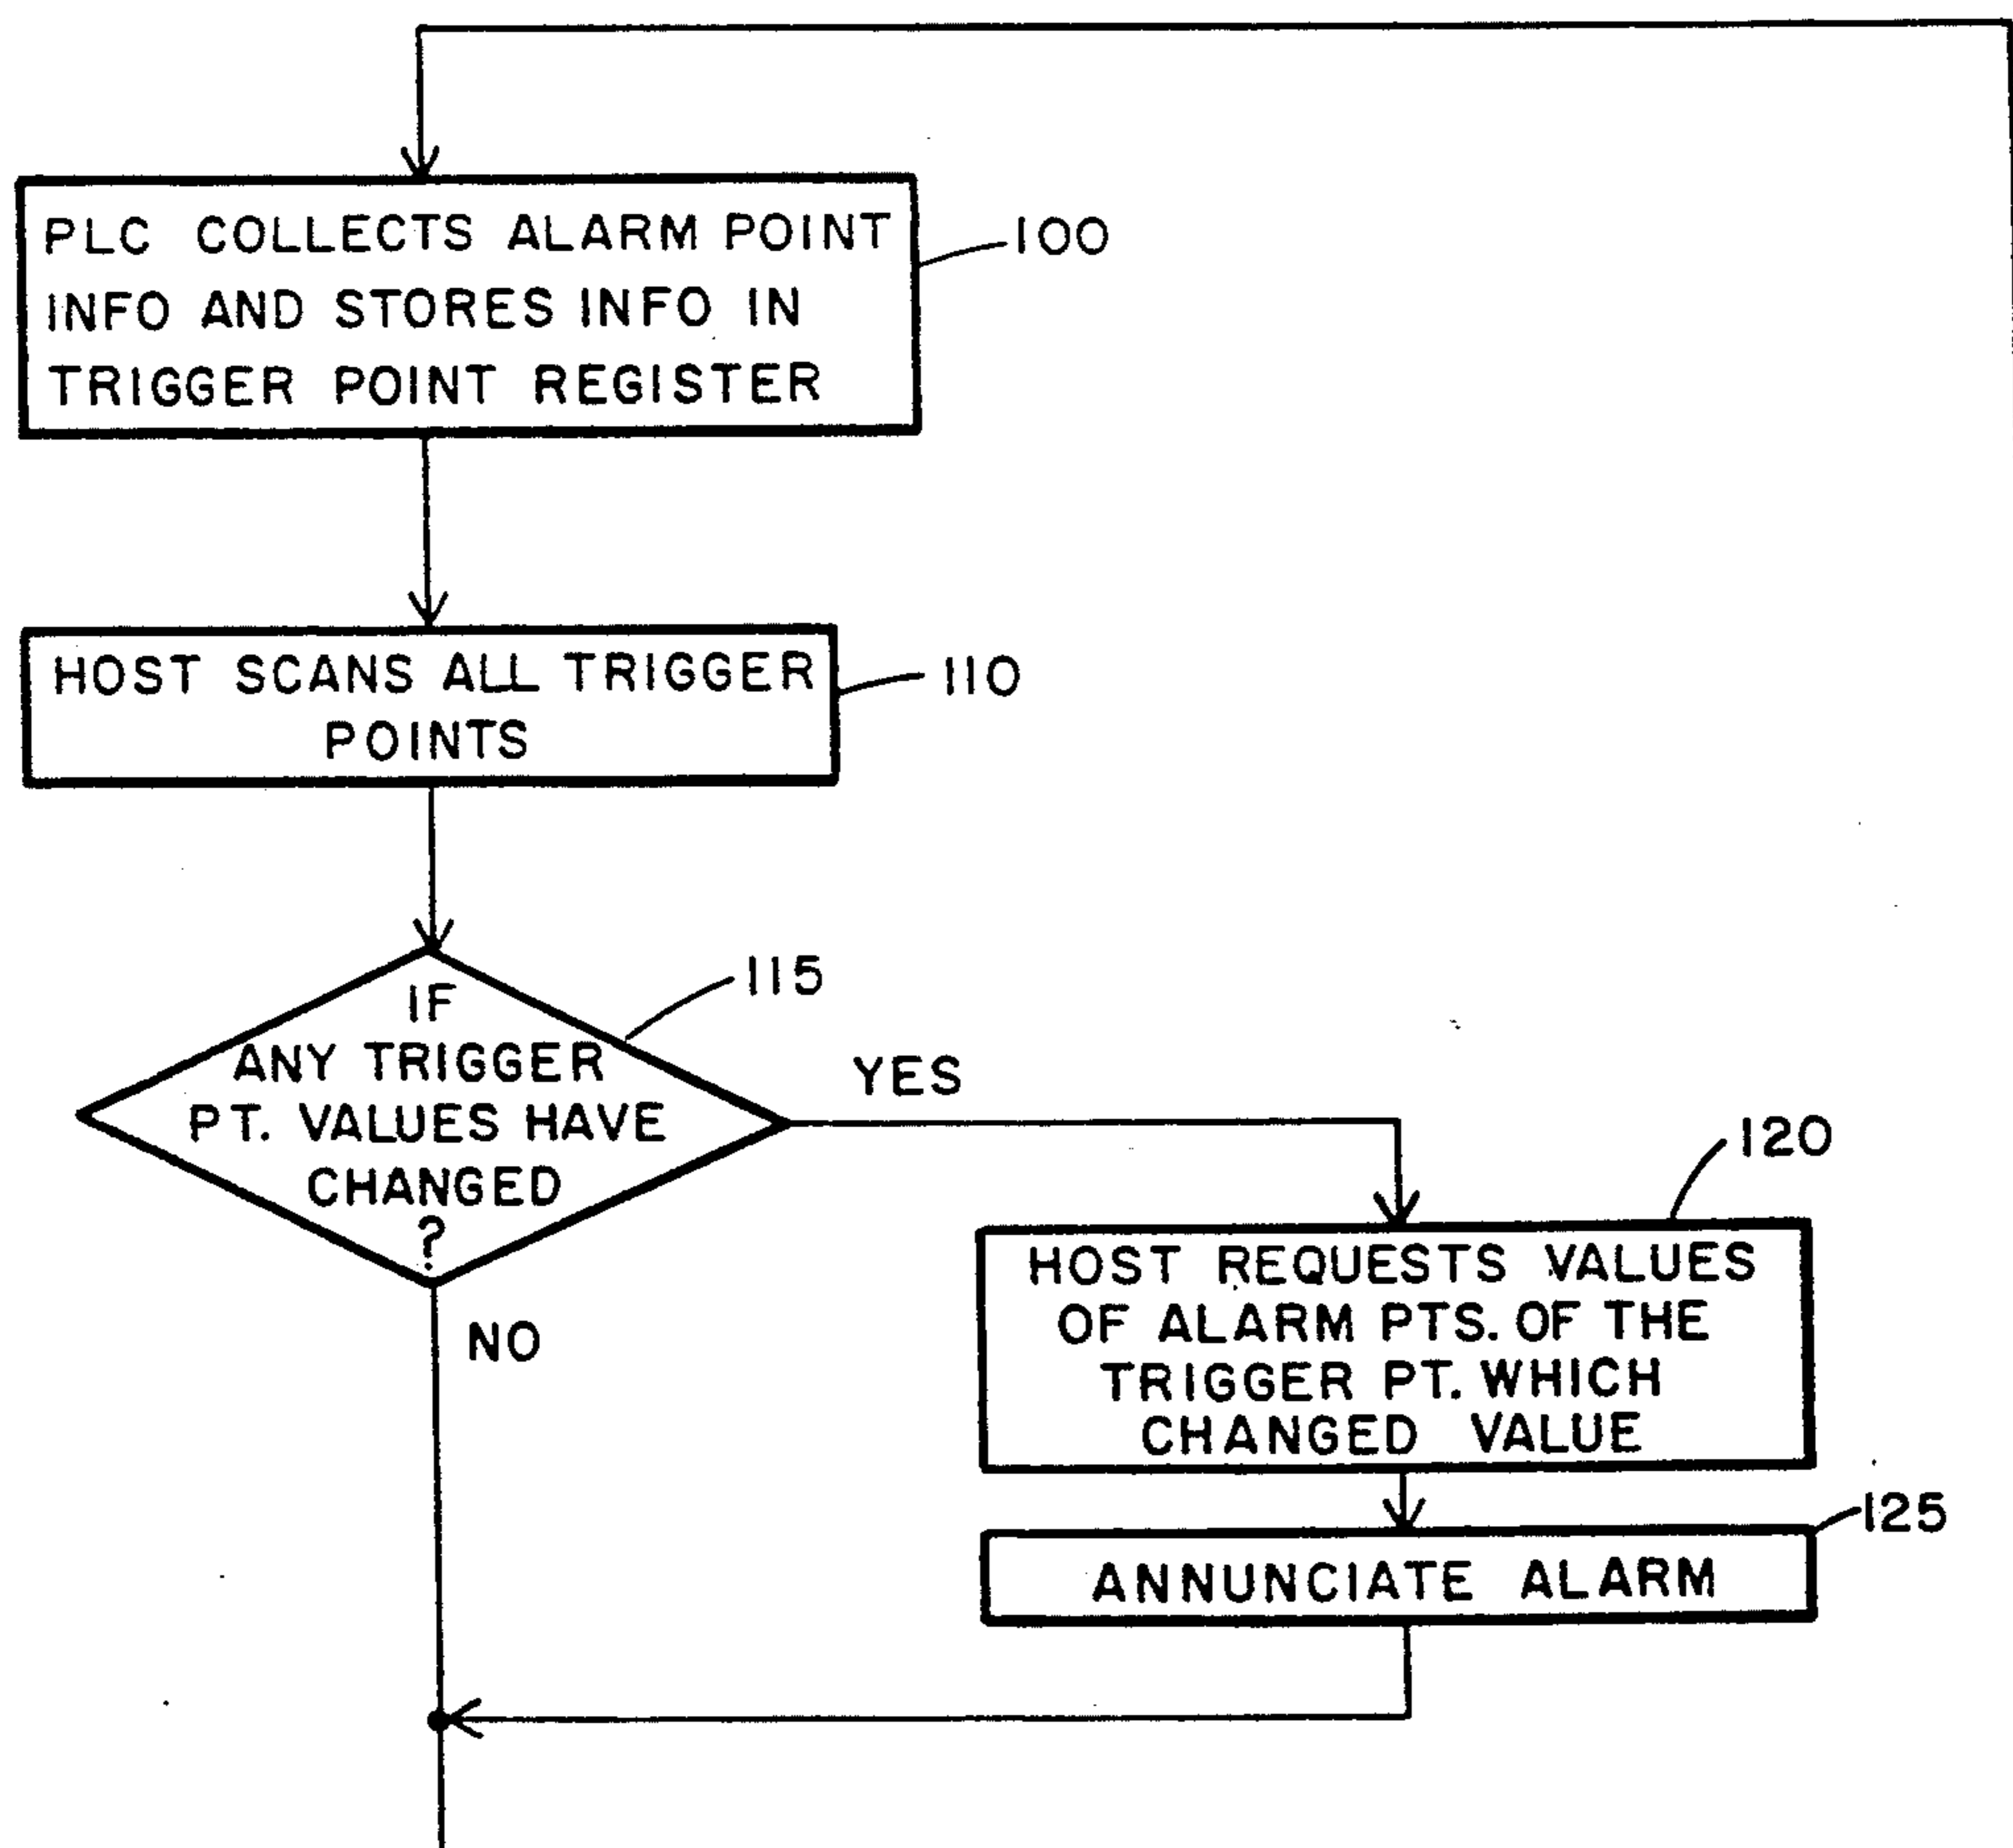 PLC COLLECTS ALARM POINT
INFO AND STORES INFO IN
TRIGGER POINT REGISTER
100
HOST SCANS ALL TRIGGER
POINTS
110
IF
ANY TRIGGER
PT. VALUES HAVE
CHANGED
?
115
YES
NO
120
HOST REQUESTS VALUES
OF ALARM PTS. OF THE
TRIGGER PT. WHICH
CHANGED VALUE
125
ANNUNCIATE ALARM